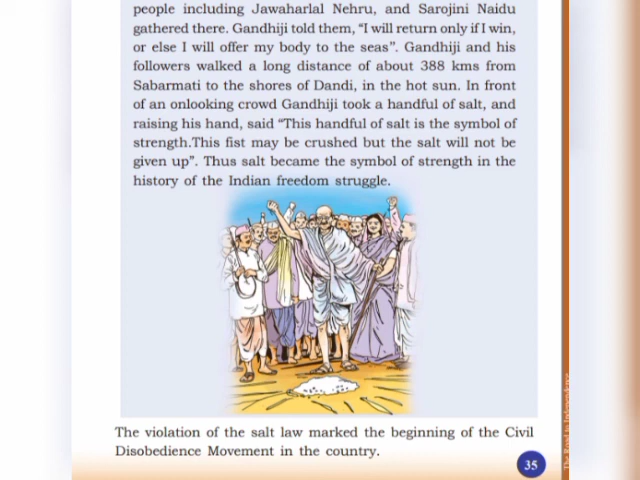 people including Jawaharlal Nehru, and Sarojini Naidu
gathered there. Gandhiji told them, “I will return only if I win,
or else I will offer my body to the seas”. Gandhiji and his
followers walked a long distance of about 388 kms from
Sabarmati to the shores of Dandi, in the hot sun. In front
of an onlooking crowd Gandhiji took a handful of salt, and
raising his hand, said “This handful of salt is the symbol of
strength.This fist may be crushed but the salt will not be
given up”. Thus salt became the symbol of strength in the
history of the Indian freedom struggle.
The violation of the salt law marked the beginning of the Civil
Disobedience Movement in the country.
35
The Road to Independence